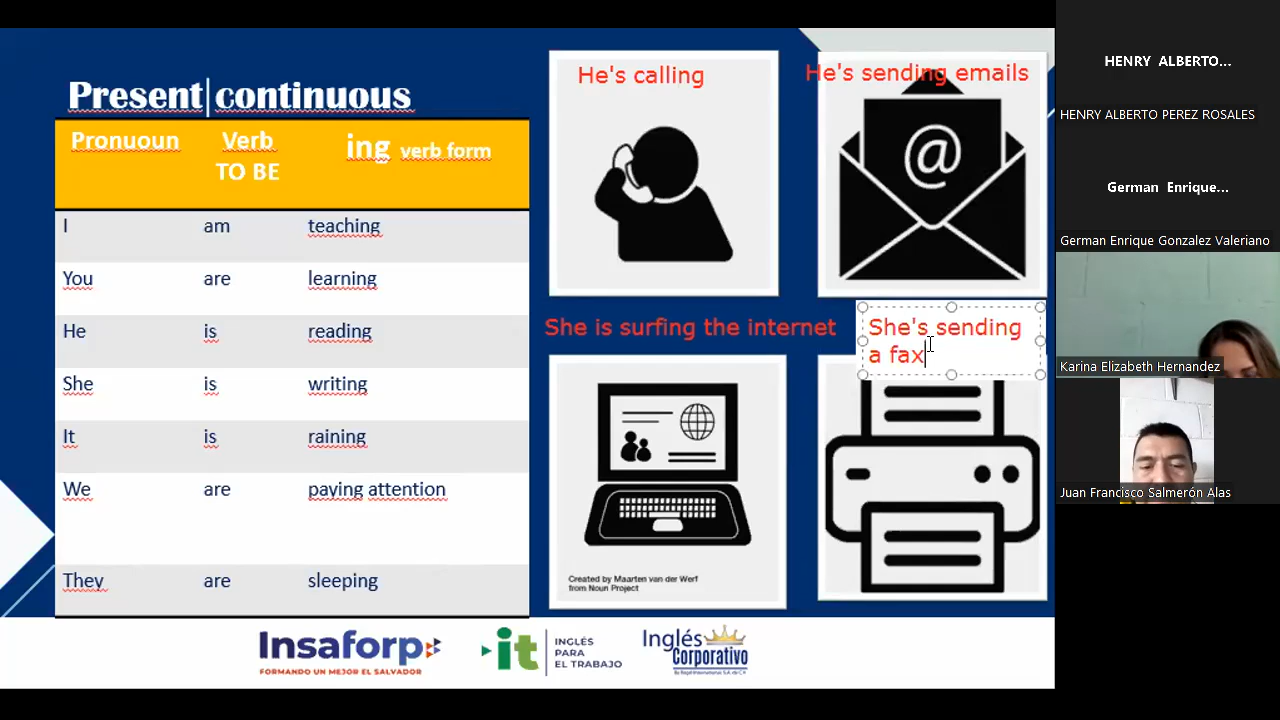 Present continuous
Pronuoun Verb TO BE ing verb form
I am teaching
You are learning
He is reading
She is writing
It is raining
We are paying attention
They are sleeping
He's calling
He's sending emails
@
She is surfing the internet
She's sending
a fax
Created by Maarten van der Werf
from Noun Project
Insaforp
FORMANDO UN MEJOR EL SALVADOR
it
INGLÉS
PARA
EL TRABAJO
Inglés
Corporativo
HENRY ALBERTO...
HENRY ALBERTO PEREZ ROSALES
German Enrique...
German Enrique Gonzalez Valeriano
Karina Elizabeth Hernandez
Juan Francisco Salmerón Alas